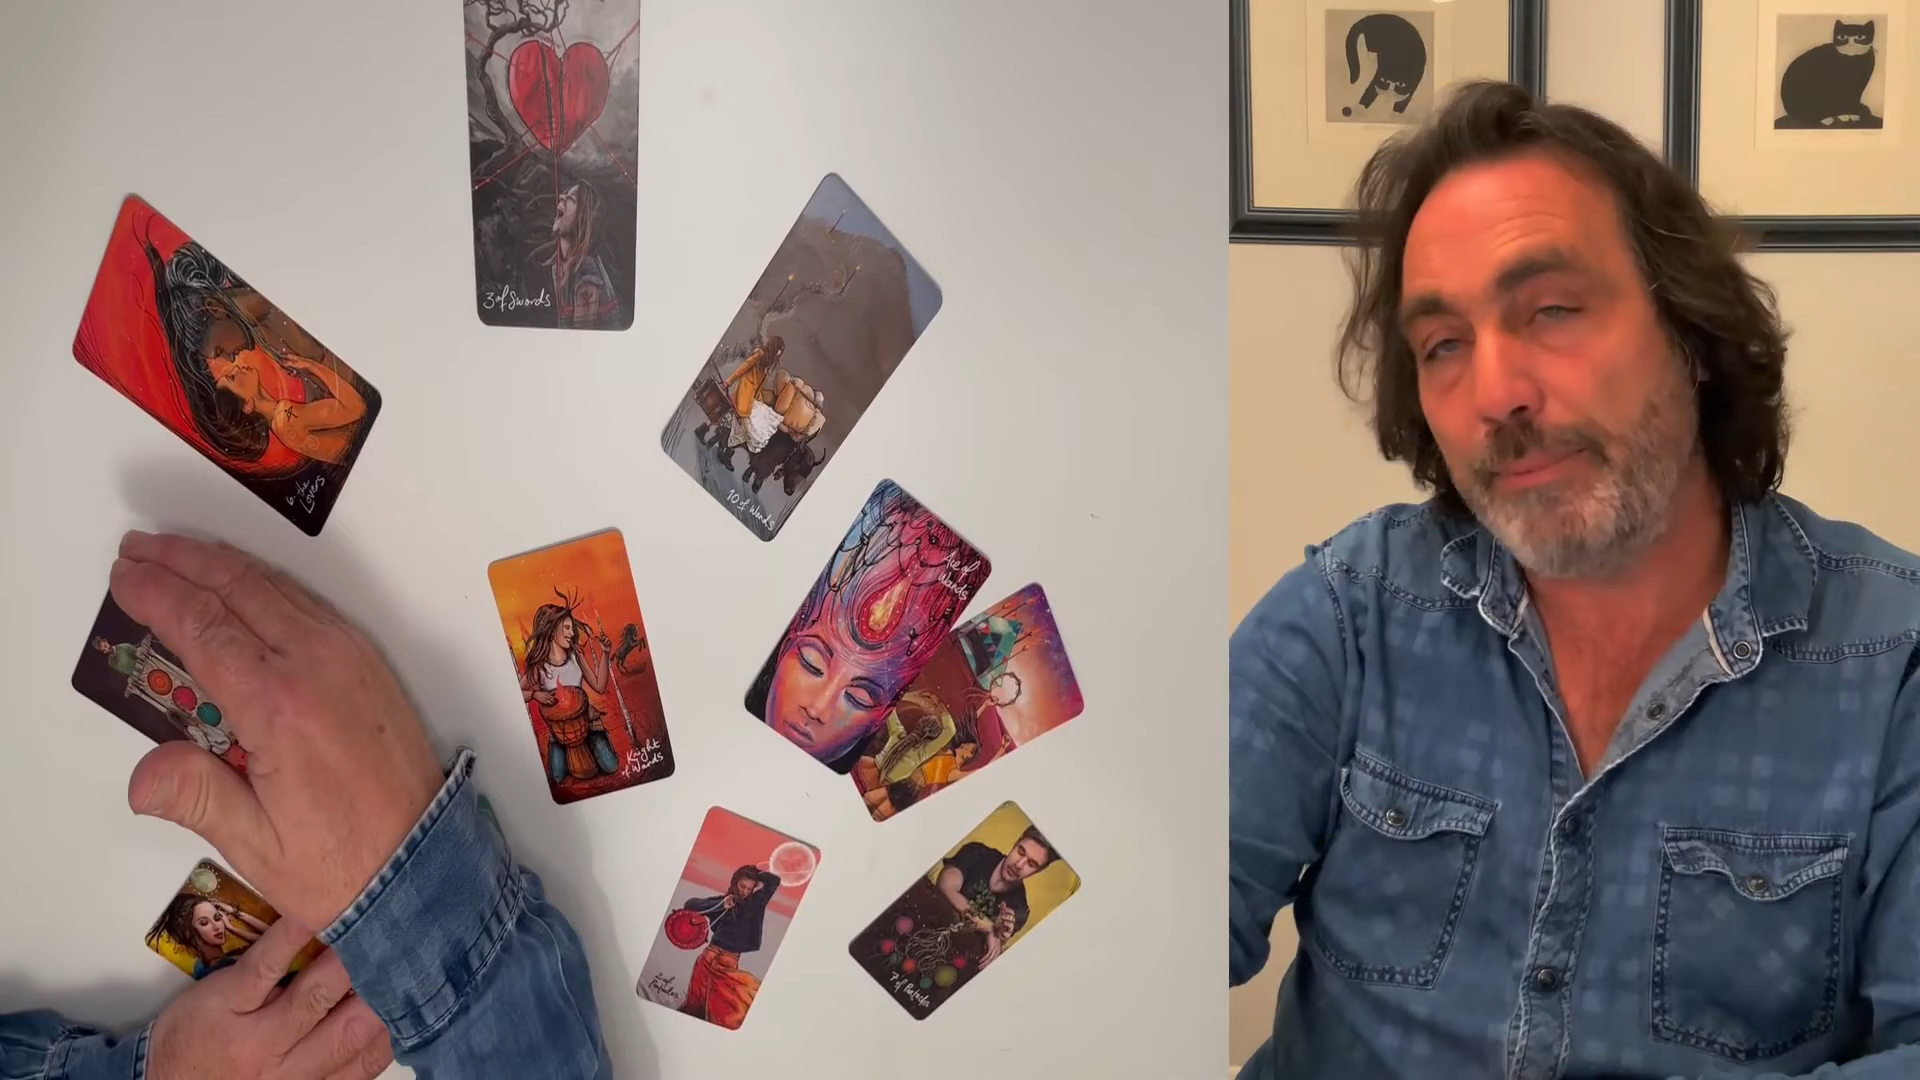 3 of Swords
6. the
Lovers
10 of Wands
Ace of
Wands
Knight
of Wands
2 of
Pentacles
7 of Pentacles